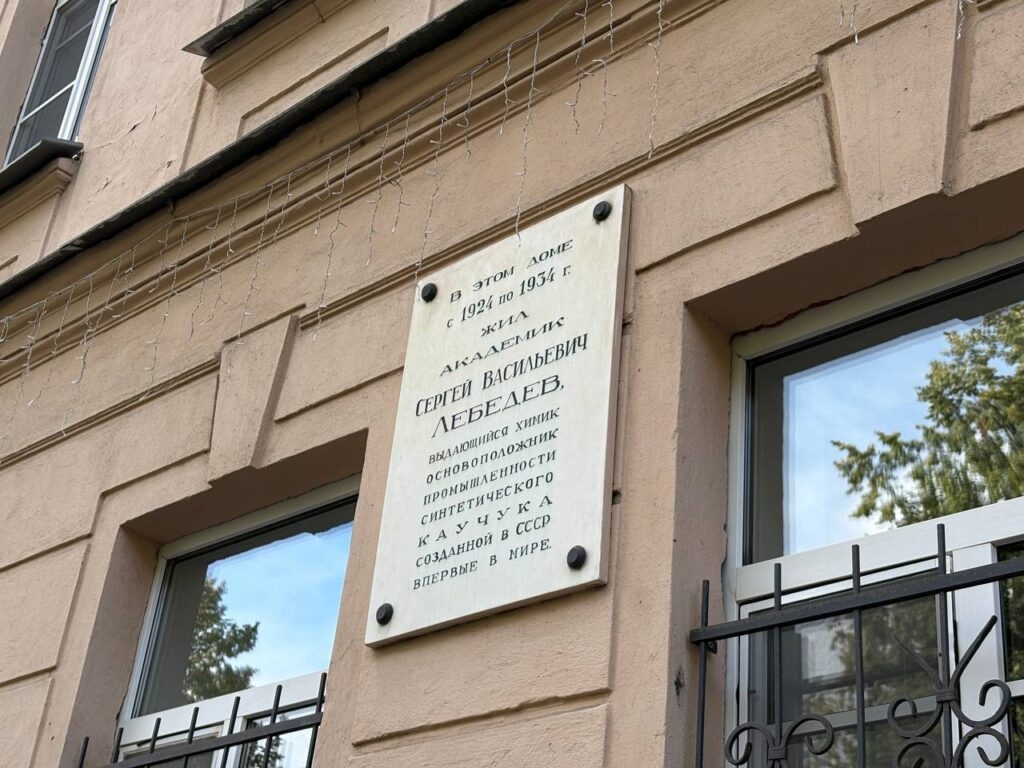 В ЭТОМ ДОМЕ
с 1924 по 1934 г.
ЖИЛ
АКАДЕМИК
СЕРГЕЙ ВАСИЛЬЕВИЧ
ЛЕБЕДЕВ,
ВЫДАЮЩИЙСЯ ХИМИК
ОСНОВОПОЛОЖНИК
ПРОМЫШЛЕННОСТИ
СИНТЕТИЧЕСКОГО
КАУЧУКА
СОЗДАННОЙ В СССР
ВПЕРВЫЕ В МИРЕ.